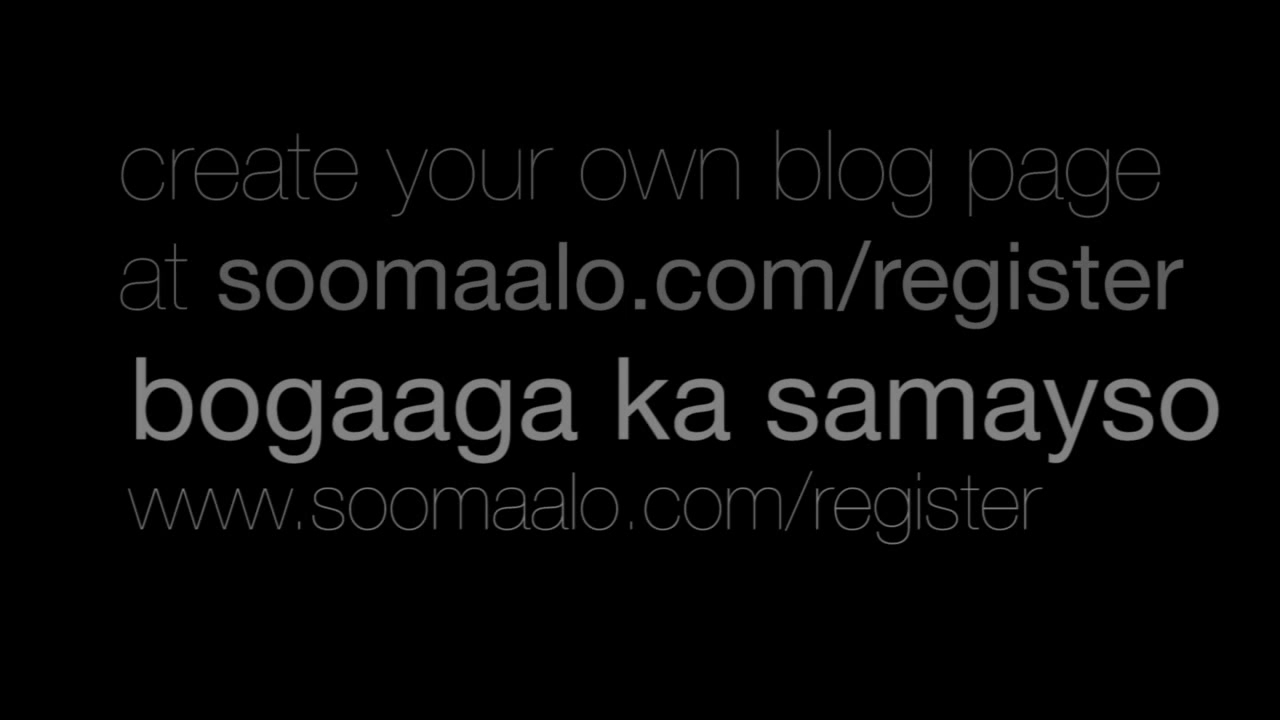 create your own blog page
at soomaalo.com/register
bogaaga ka samayso
www.soomaalo.com/register